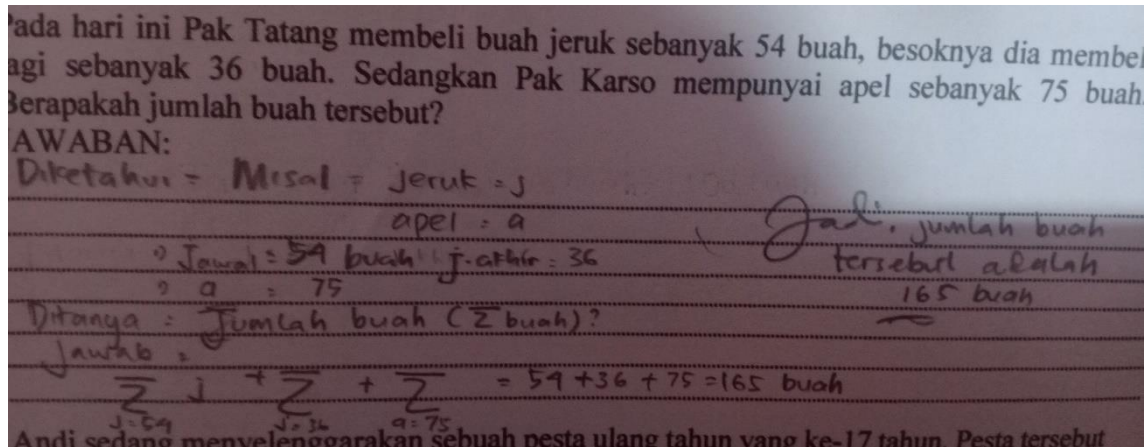 ada hari ini Pak Tatang membeli buah jeruk sebanyak 54 buah, besoknya dia membel
agi sebanyak 36 buah. Sedangkan Pak Karso mempunyai apel sebanyak 75 buah.
Berapakah jumlah buah tersebut?
AWABAN:
Diketahui = Misal = jeruk = j
apel = a
1) J.awal = 54 buah j.akhir = 36
2) a = 75
Ditanya = Jumlah buah (Σ buah)?
Jawab =
Σ j + Σ + Σ = 54 + 36 + 75 = 165 buah
j=54 j=36 a=75
Jadi, jumlah buah
tersebut adalah
165 buah
Andi sedang menyelenggarakan sebuah pesta ulang tahun yang ke-17 tahun. Pesta tersebut